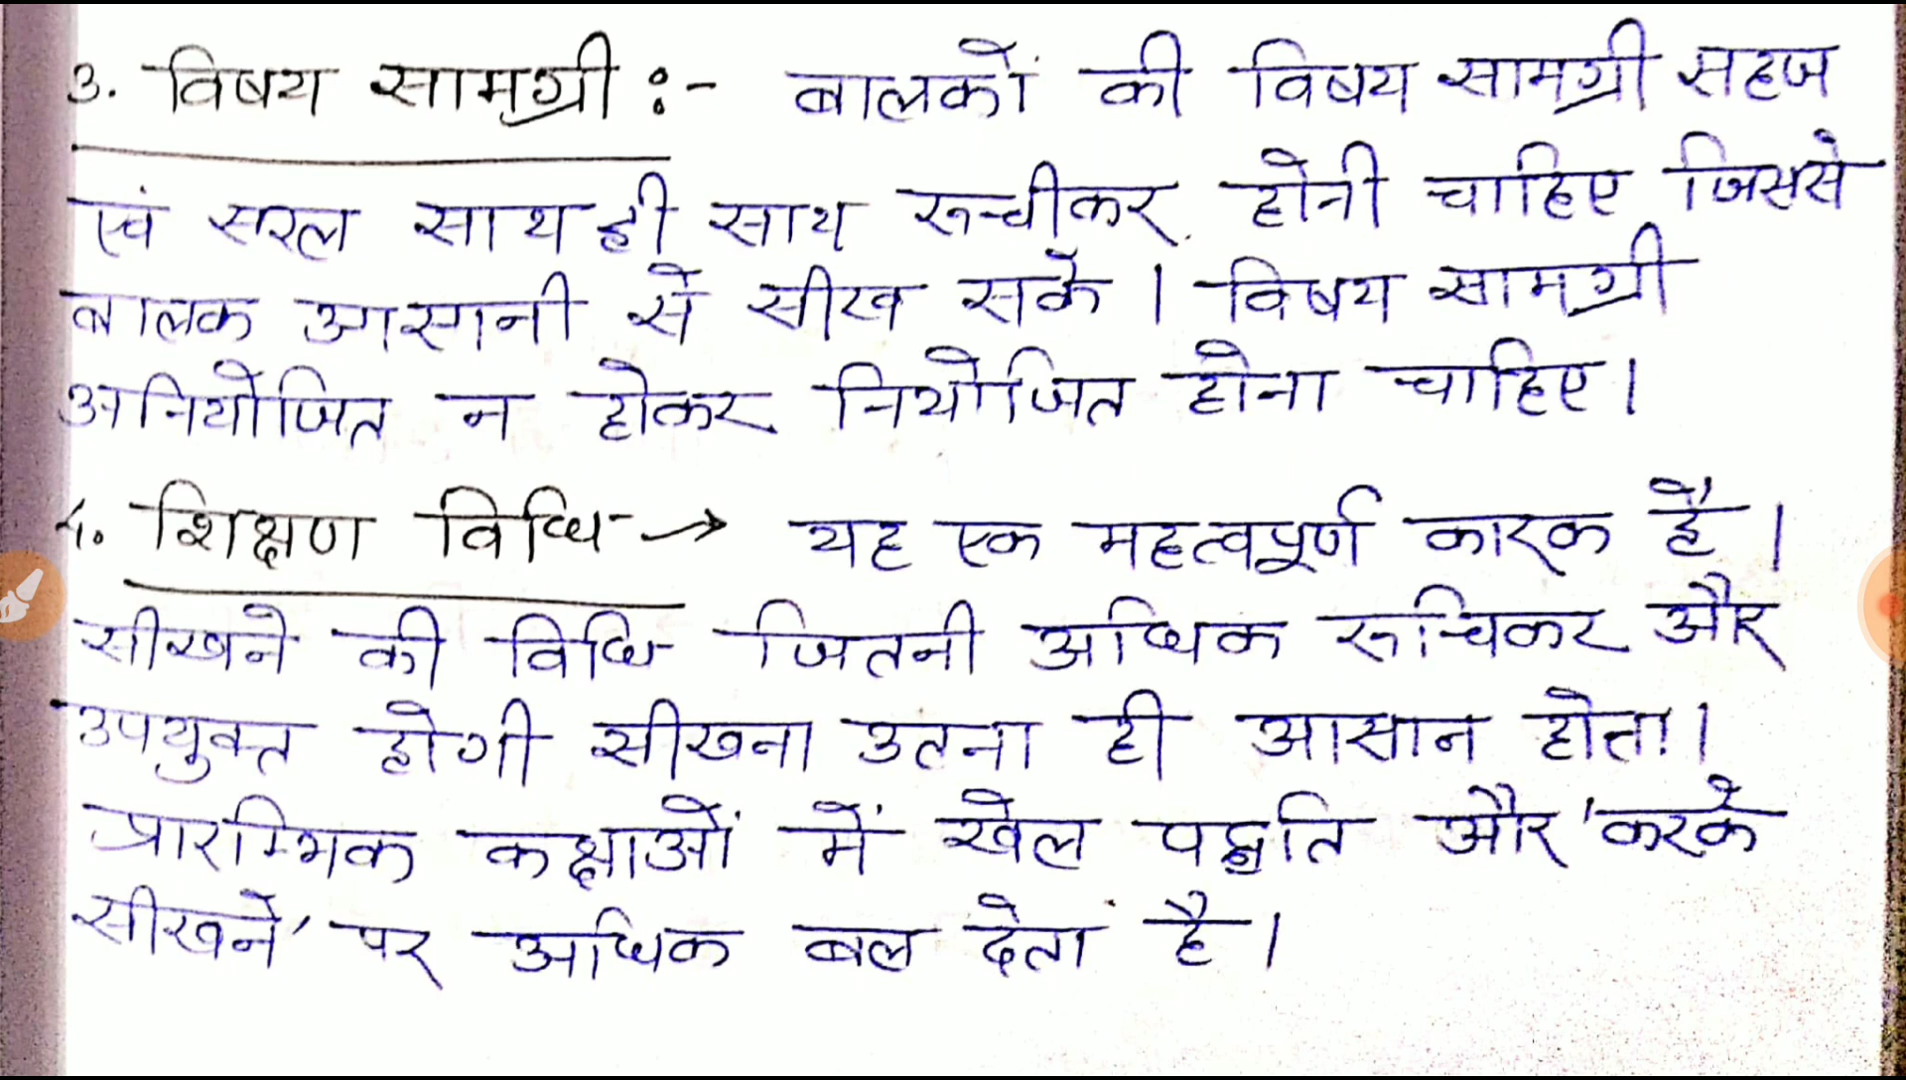 3. विषय सामग्री :- बालकों की विषय सामग्री सहज
एवं सरल साथ ही साथ रूचीकर होनी चाहिए जिससे
बालक आसानी से सीख सकें । विषय सामग्री
अनियोजित न होकर नियोजित होना चाहिए।
4. शिक्षण विधि → यह एक महत्वपूर्ण कारक है ।
सीखने की विधि जितनी अधिक रूचिकर और
उपयुक्त होगी सीखना उतना ही आसान होता।
प्रारम्भिक कक्षाओं में खेल पद्धति और 'करके
सीखने' पर अधिक बल देता है ।